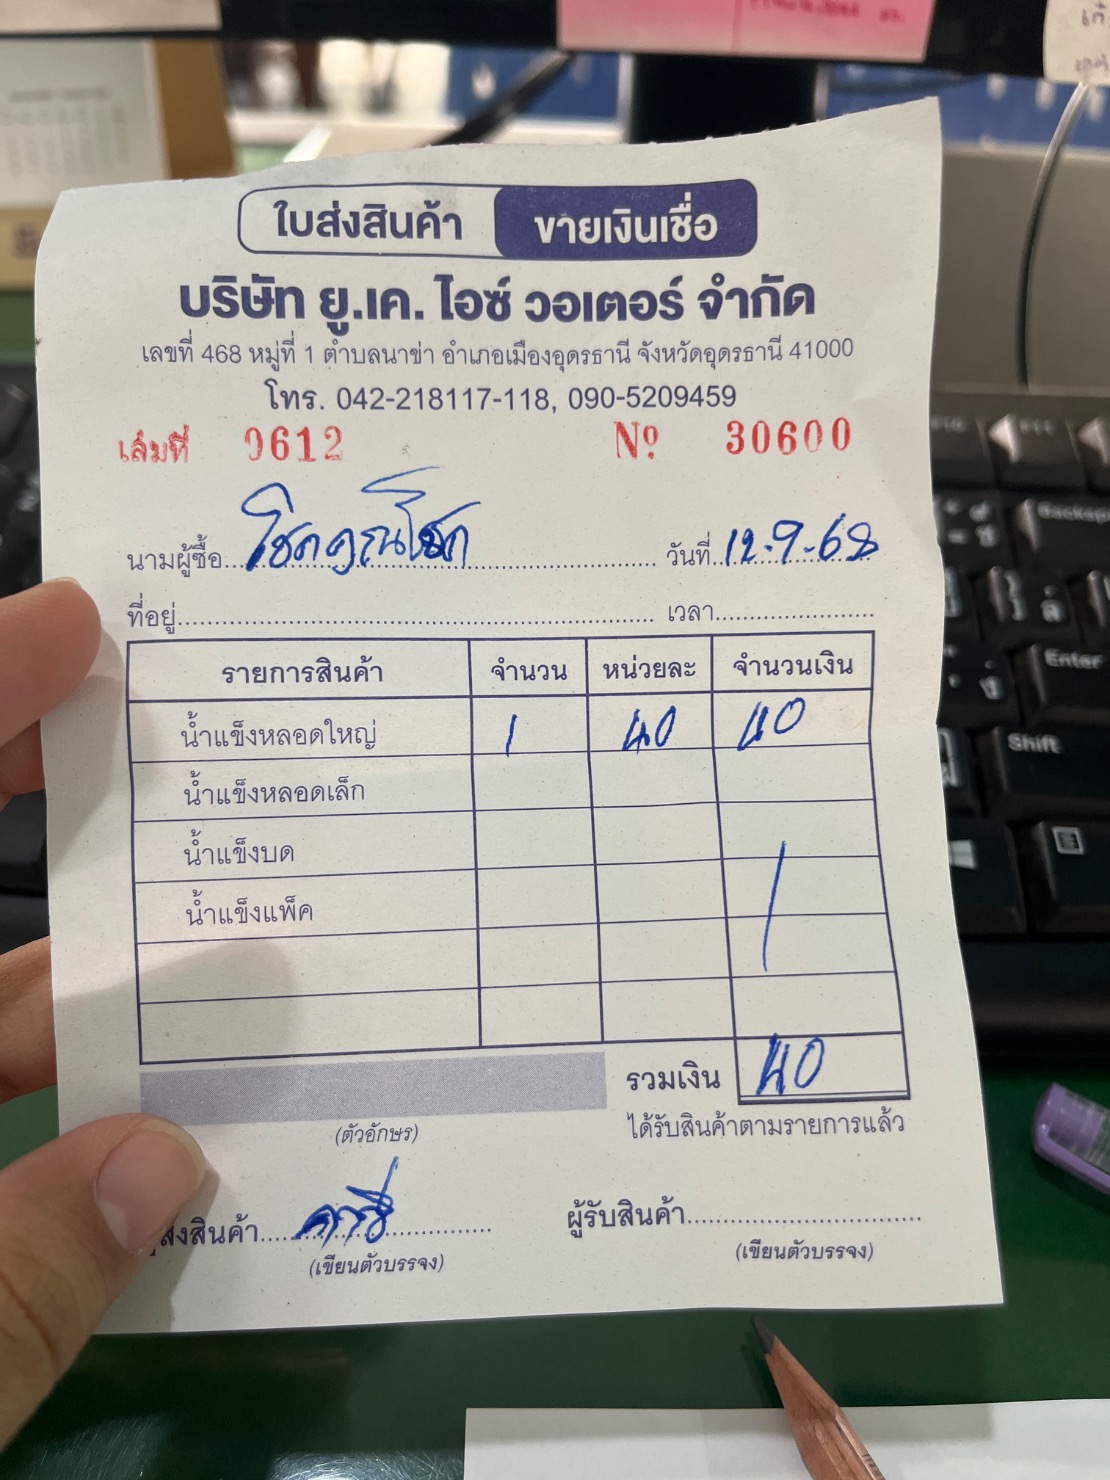 ใบส่งสินค้า ขายเงินเชื่อ
บริษัท ยู.เค. ไอซ์ วอเตอร์ จำกัด
เลขที่ 468 หมู่ที่ 1 ตำบลนาข่า อำเภอเมืองอุดรธานี จังหวัดอุดรธานี 41000
โทร. 042-218117-118, 090-5209459
เล่มที่ 0612 Nº 30600
นามผู้ซื้อ โชคคูณโชค วันที่ 12-9-68
ที่อยู่ เวลา
รายการสินค้า จำนวน หน่วยละ จำนวนเงิน
น้ำแข็งหลอดใหญ่ 1 40 40
น้ำแข็งหลอดเล็ก
น้ำแข็งบด
น้ำแข็งแพ็ค
รวมเงิน 40
(ตัวอักษร) ได้รับสินค้าตามรายการแล้ว
ส่งสินค้า ผู้รับสินค้า
(เขียนตัวบรรจง) (เขียนตัวบรรจง)
Backsp
Enter
Shift